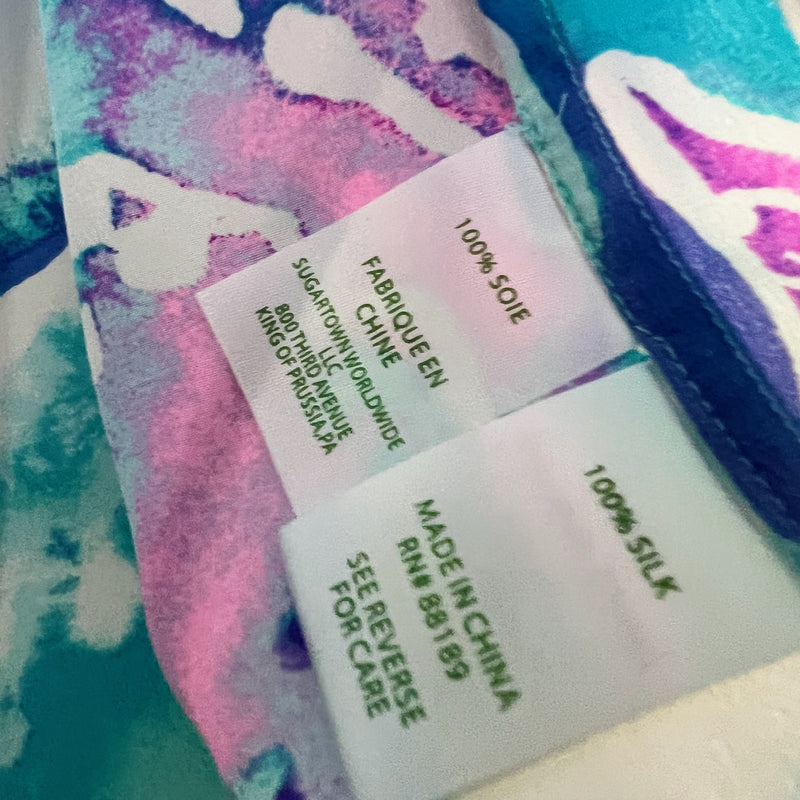 100% SOIE
FABRIQUE EN
CHINE
SUGARTOWN WORLDWIDE
LLC
800 THIRD AVENUE
KING OF PRUSSIA,PA
100% SILK
MADE IN CHINA
RN# 88189
SEE REVERSE
FOR CARE